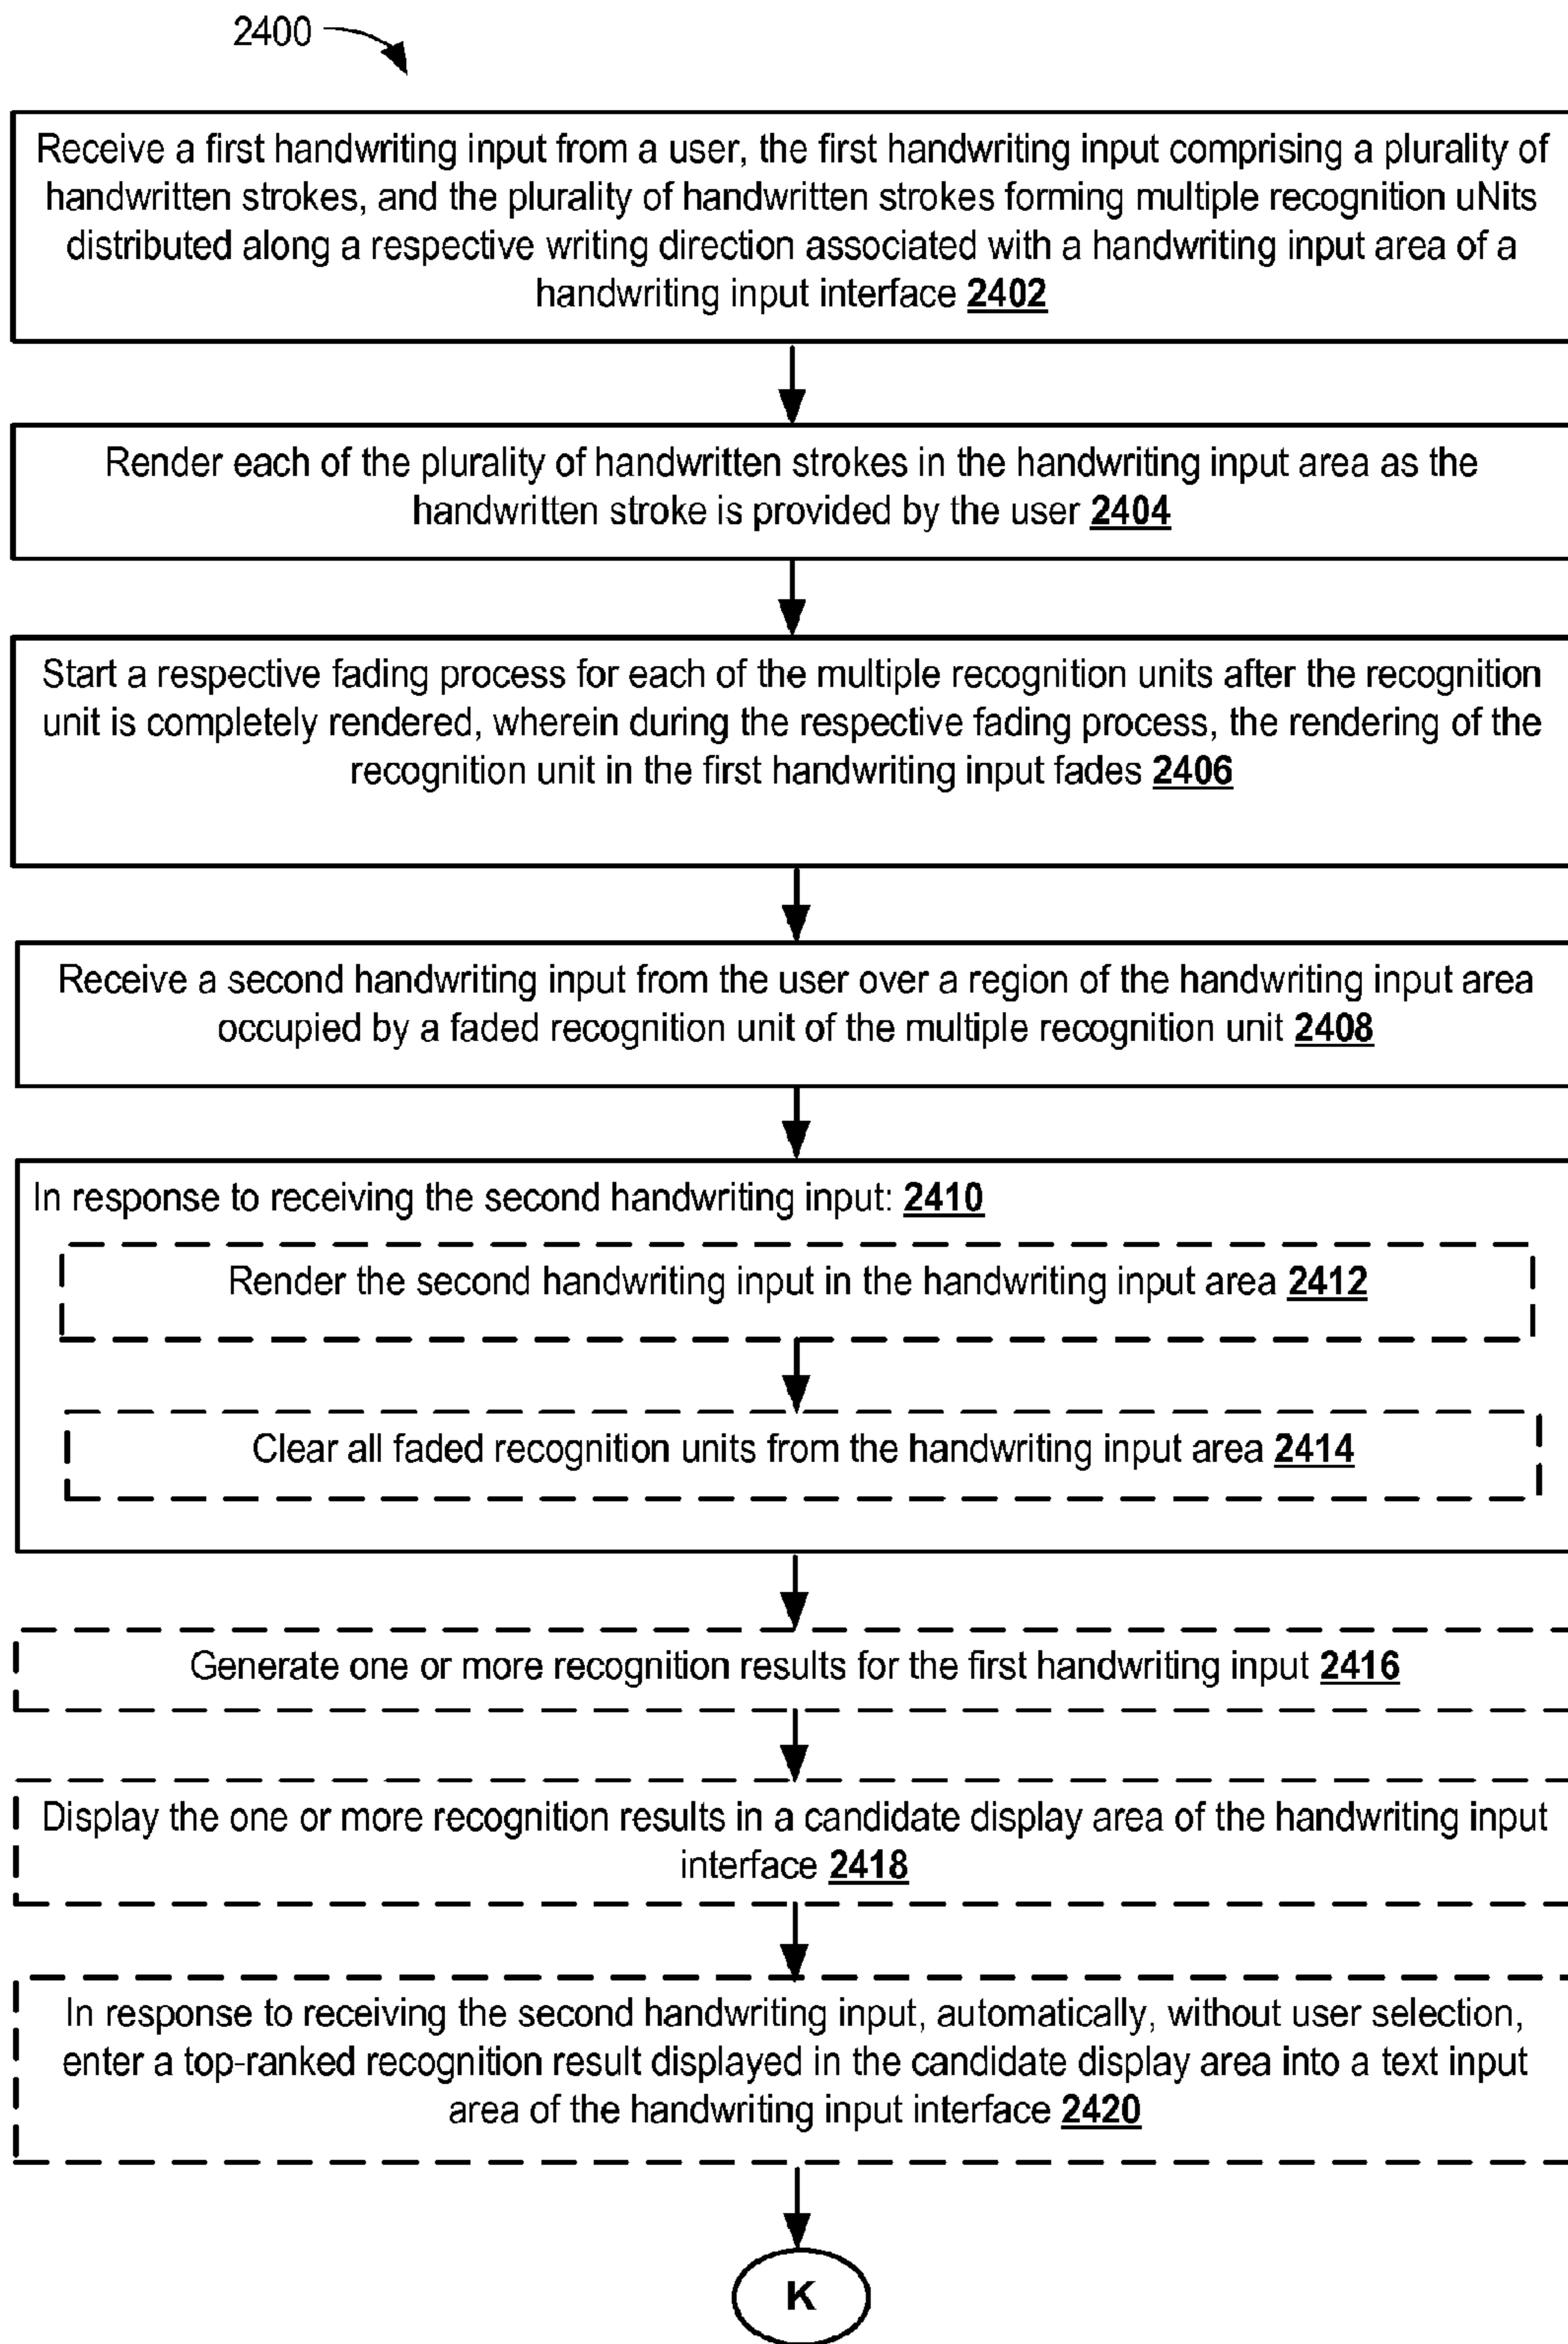 2400
Receive a first handwriting input from a user, the first handwriting input comprising a plurality of
handwritten strokes, and the plurality of handwritten strokes forming multiple recognition uNits
distributed along a respective writing direction associated with a handwriting input area of a
handwriting input interface 2402
Render each of the plurality of handwritten strokes in the handwriting input area as the
handwritten stroke is provided by the user 2404
Start a respective fading process for each of the multiple recognition units after the recognition
unit is completely rendered, wherein during the respective fading process, the rendering of the
recognition unit in the first handwriting input fades 2406
Receive a second handwriting input from the user over a region of the handwriting input area
occupied by a faded recognition unit of the multiple recognition unit 2408
In response to receiving the second handwriting input: 2410
Render the second handwriting input in the handwriting input area 2412
Clear all faded recognition units from the handwriting input area 2414
Generate one or more recognition results for the first handwriting input 2416
Display the one or more recognition results in a candidate display area of the handwriting input
interface 2418
In response to receiving the second handwriting input, automatically, without user selection,
enter a top-ranked recognition result displayed in the candidate display area into a text input
area of the handwriting input interface 2420
K